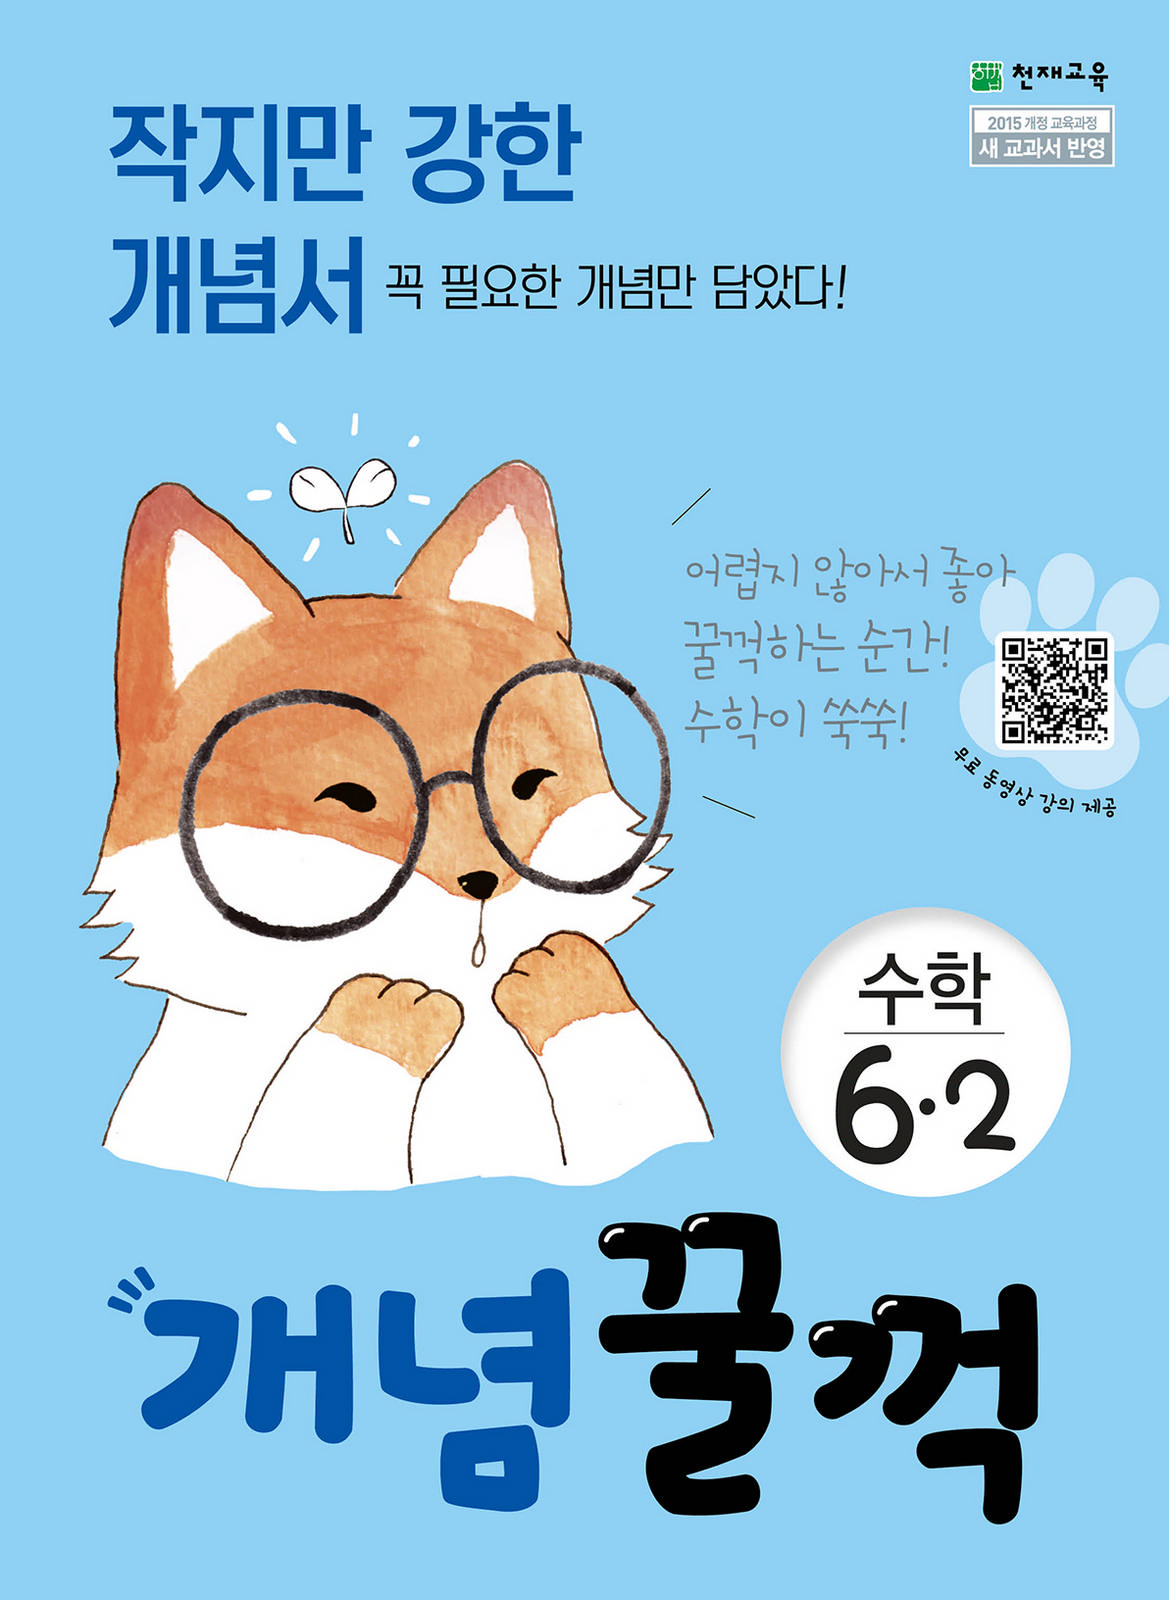 천재교육
2015 개정 교육과정
새 교과서 반영
작지만 강한
개념서 꼭 필요한 개념만 담았다!
어렵지 않아서 좋아
꿀꺽하는 순간!
수학이 쑥쑥!
무료 동영상 강의 제공
수학
6·2
개념꿀꺽